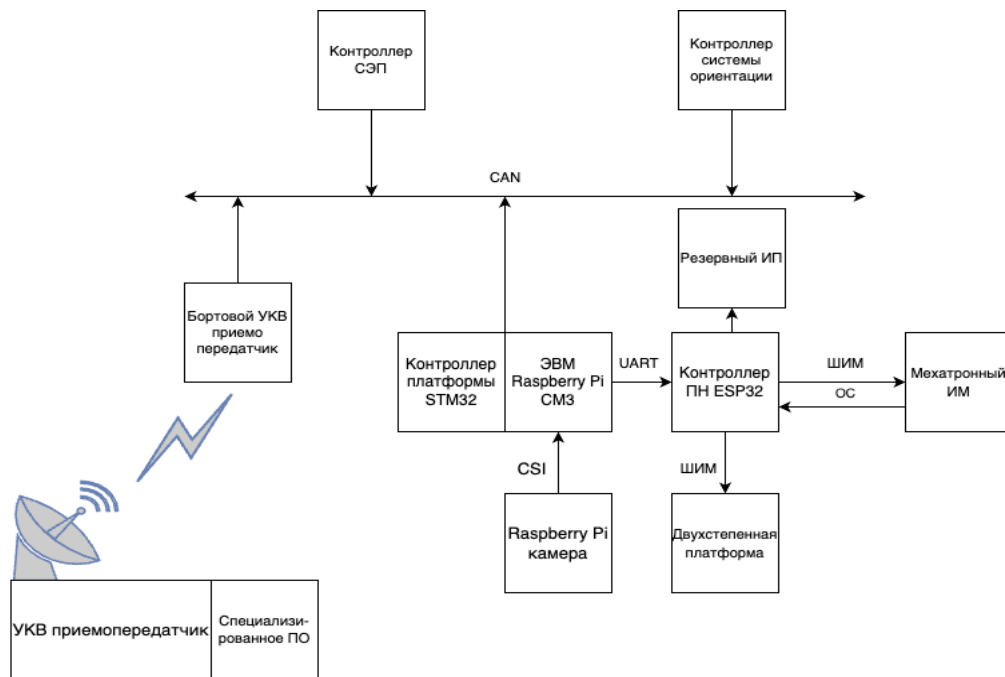 Контроллер
СЭП
Контроллер
системы
ориентации
CAN
Резервный ИП
Бортовой УКВ
приемо
передатчик
Контроллер
платформы
STM32
ЭВМ
Raspberry Pi
CM3
UART
Контроллер
ПН ESP32
ШИМ
ОС
Мехатронный
ИМ
CSI
ШИМ
Raspberry Pi
камера
Двухстепенная
платформа
УКВ приемопередатчик
Специализи-
рованное ПО